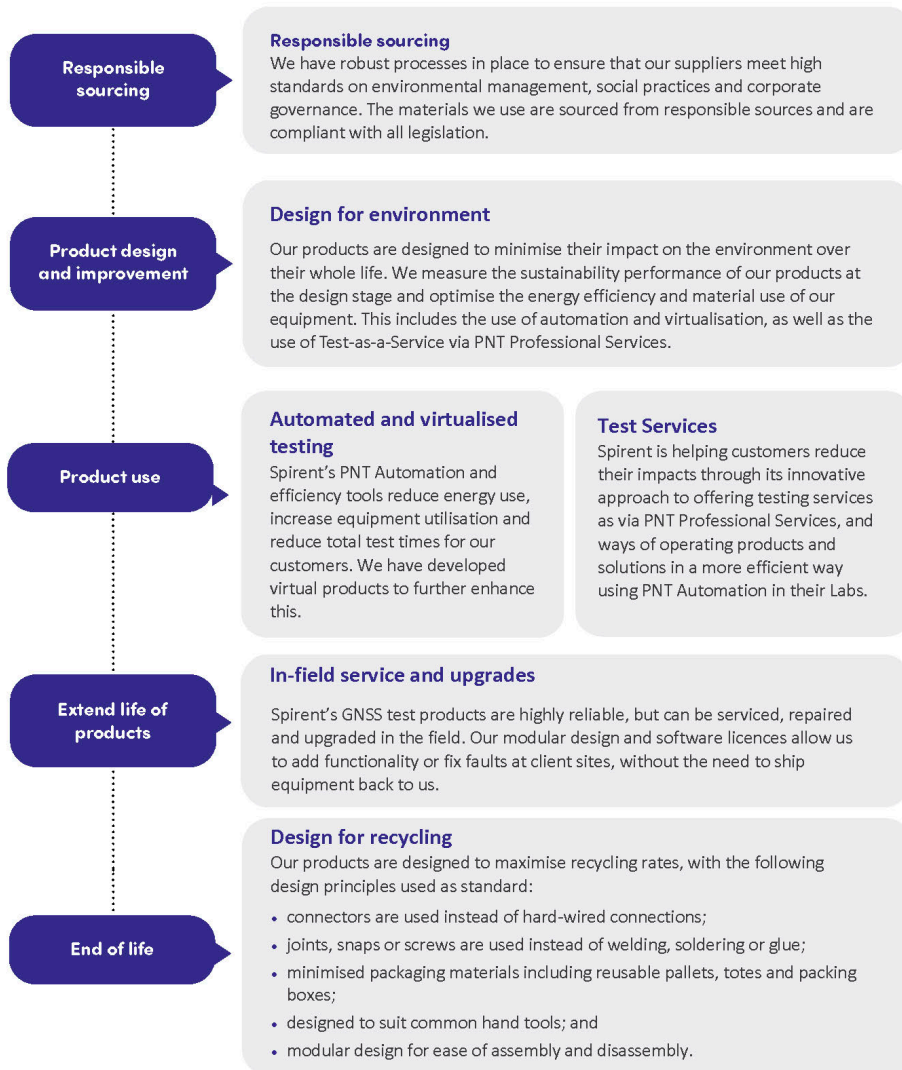 Responsible
sourcing
Responsible sourcing
We have robust processes in place to ensure that our suppliers meet high
standards on environmental management, social practices and corporate
governance. The materials we use are sourced from responsible sources and are
compliant with all legislation.
Product design
and improvement
Design for environment
Our products are designed to minimise their impact on the environment over
their whole life. We measure the sustainability performance of our products at
the design stage and optimise the energy efficiency and material use of our
equipment. This includes the use of automation and virtualisation, as well as the
use of Test-as-a-Service via PNT Professional Services.
Product use
Automated and virtualised
testing
Spirent's PNT Automation and
efficiency tools reduce energy use,
increase equipment utilisation and
reduce total test times for our
customers. We have developed
virtual products to further enhance
this.
Test Services
Spirent is helping customers reduce
their impacts through its innovative
approach to offering testing services
as via PNT Professional Services, and
ways of operating products and
solutions in a more efficient way
using PNT Automation in their Labs.
Extend life of
products
In-field service and upgrades
Spirent's GNSS test products are highly reliable, but can be serviced, repaired
and upgraded in the field. Our modular design and software licences allow us
to add functionality or fix faults at client sites, without the need to ship
equipment back to us.
End of life
Design for recycling
Our products are designed to maximise recycling rates, with the following
design principles used as standard:
• connectors are used instead of hard-wired connections;
• joints, snaps or screws are used instead of welding, soldering or glue;
• minimised packaging materials including reusable pallets, totes and packing
boxes;
• designed to suit common hand tools; and
• modular design for ease of assembly and disassembly.